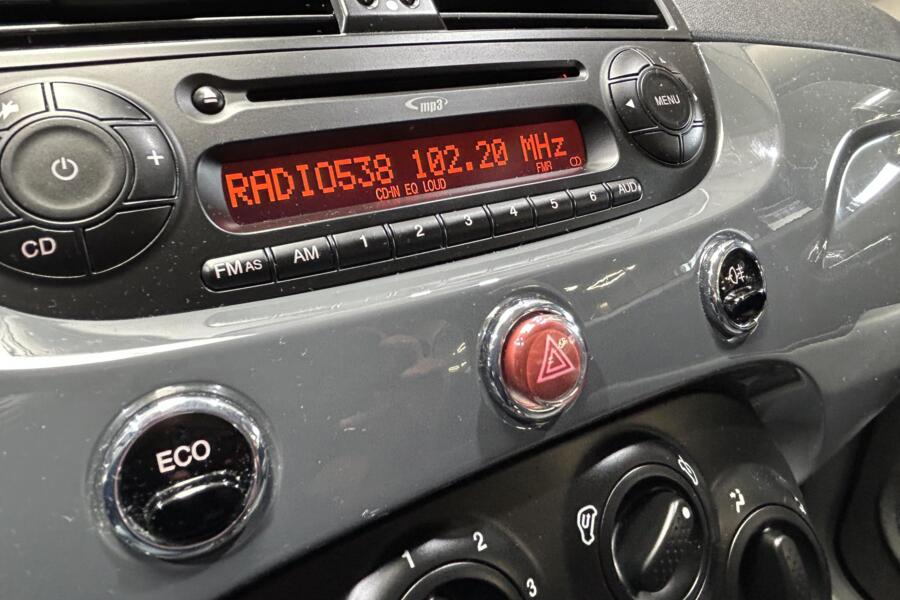 mp3
MENU
RADIO538 102.20 MHz
CD-IN EQ LOUD FMA CD
+
-
CD
FM AS AM 1 2 3 4 5 6 AUD
ECO
1 2 3